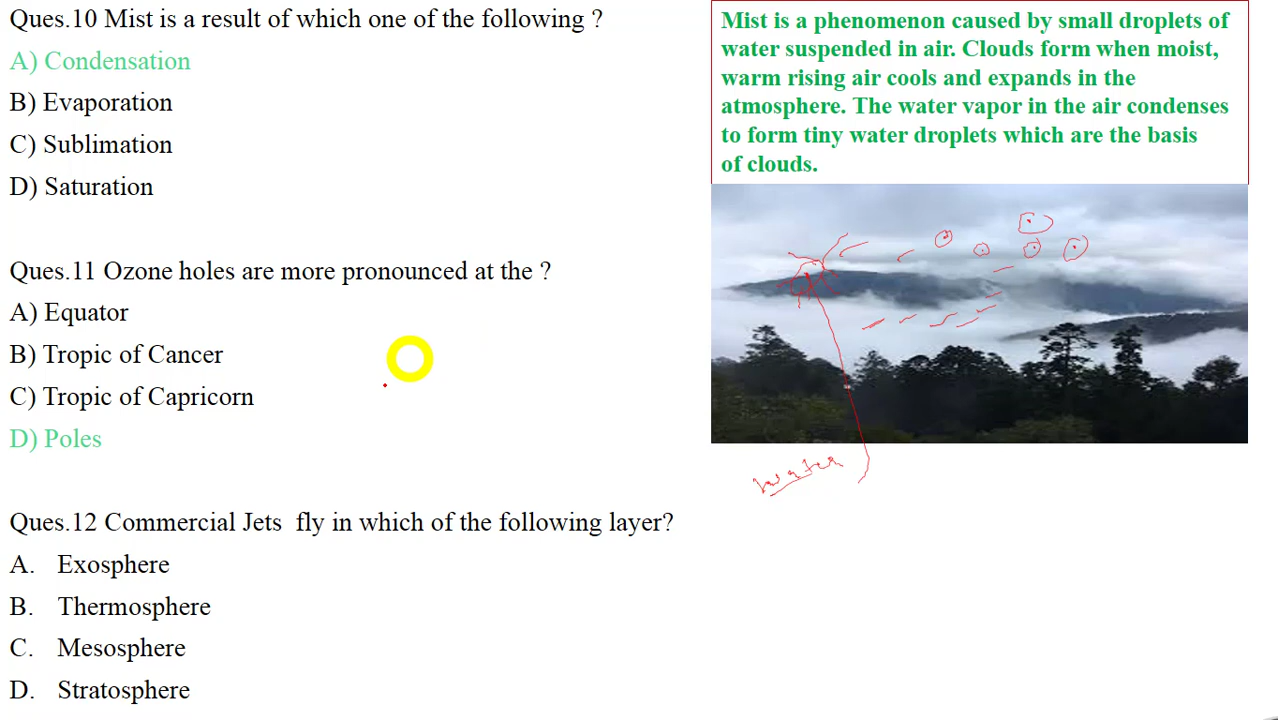 Ques.10 Mist is a result of which one of the following ?
A) Condensation
B) Evaporation
C) Sublimation
D) Saturation
Ques.11 Ozone holes are more pronounced at the ?
A) Equator
B) Tropic of Cancer
C) Tropic of Capricorn
D) Poles
Ques.12 Commercial Jets  fly in which of the following layer?
A. Exosphere
B. Thermosphere
C. Mesosphere
D. Stratosphere
Mist is a phenomenon caused by small droplets of
water suspended in air. Clouds form when moist,
warm rising air cools and expands in the
atmosphere. The water vapor in the air condenses
to form tiny water droplets which are the basis
of clouds.
water